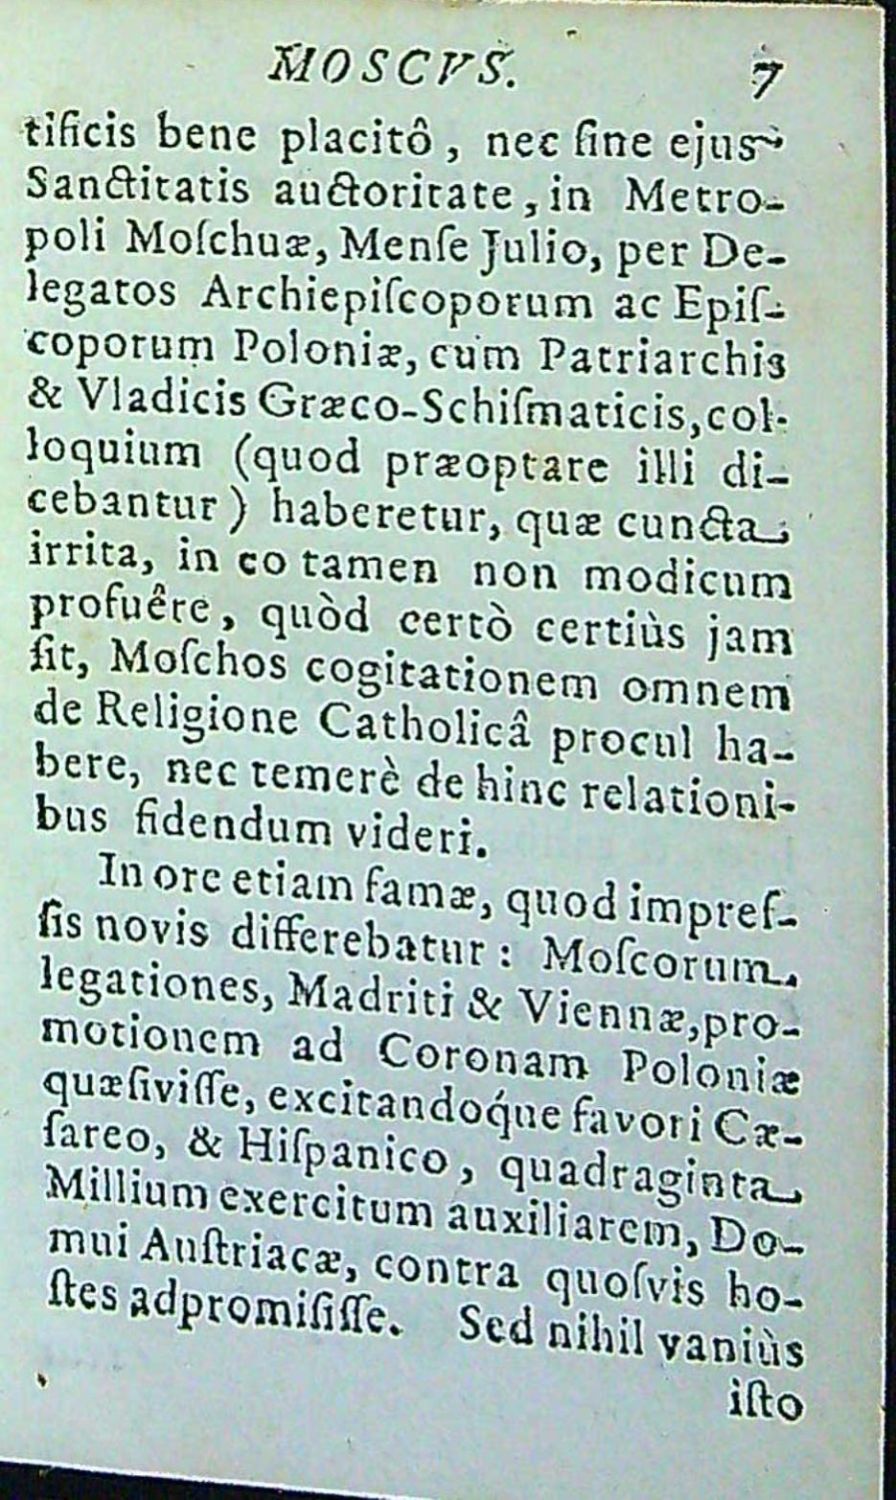 MOSCVS. 7
tificis bene placitô, nec ſine ejus
Sanctitatis auctoritate, in Metro-
poli Moſchuæ, Menſe Julio, per De-
legatos Archiepiſcoporum ac Epiſ-
coporum Poloniæ, cum Patriarchis
& Vladicis Græco-Schiſmaticis, col-
loquium (quod præoptare illi di-
cebantur) haberetur, quæ cuncta
irrita, in eo tamen non modicum
profuêre, quòd certò certiùs jam
ſit, Moſchos cogitationem omnem
de Religione Catholicâ procul ha-
bere, nec temerè de hinc relationi-
bus fidendum videri.
In ore etiam famæ, quod impreſ-
ſis novis differebatur: Moſcorum
legationes, Madriti & Viennæ, pro-
motionem ad Coronam Poloniæ
quæſiviſſe, excitandoq́ue favori Cæ-
ſareo, & Hiſpanico, quadraginta
Millium exercitum auxiliarem, Do-
mui Auſtriacæ, contra quoſvis ho-
ſtes adpromiſiſſe. Sed nihil vaniùs
iſto